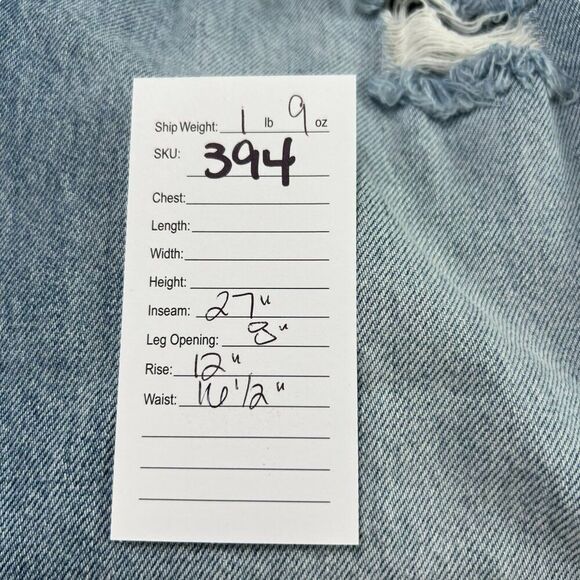 Ship Weight: 1 lb 9 oz
SKU: 394
Chest:
Length:
Width:
Height:
Inseam: 27"
Leg Opening: 8"
Rise: 12"
Waist: 16 1/2"